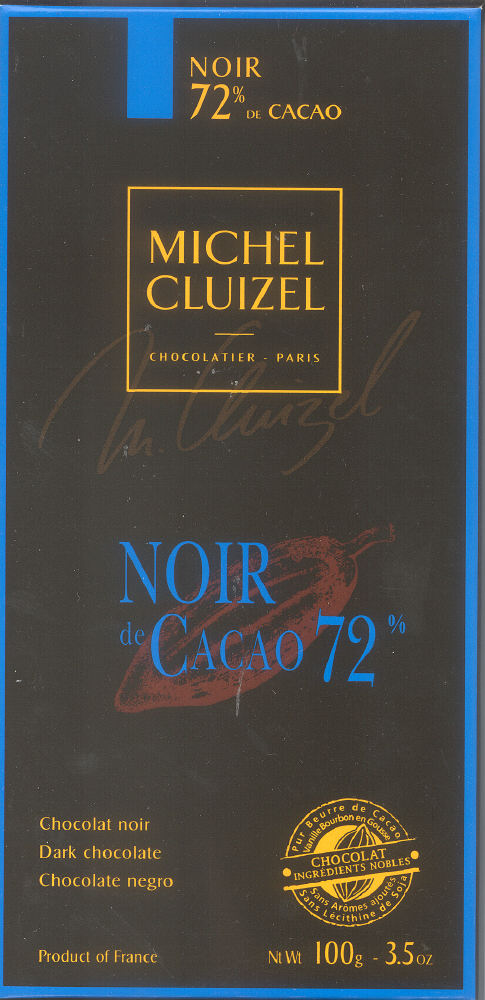 NOIR
72% DE CACAO
MICHEL
CLUIZEL
CHOCOLATIER - PARIS
M. Cluizel
NOIR
de CACAO 72%
Chocolat noir
Dark chocolate
Chocolate negro
Pur Beurre de Cacao
Vanille Bourbon en Gousse
CHOCOLAT
INGRÉDIENTS NOBLES
Sans Arômes ajoutés
Sans Lécithine de Soja
Product of France
Nt Wt 100g - 3.5 oz